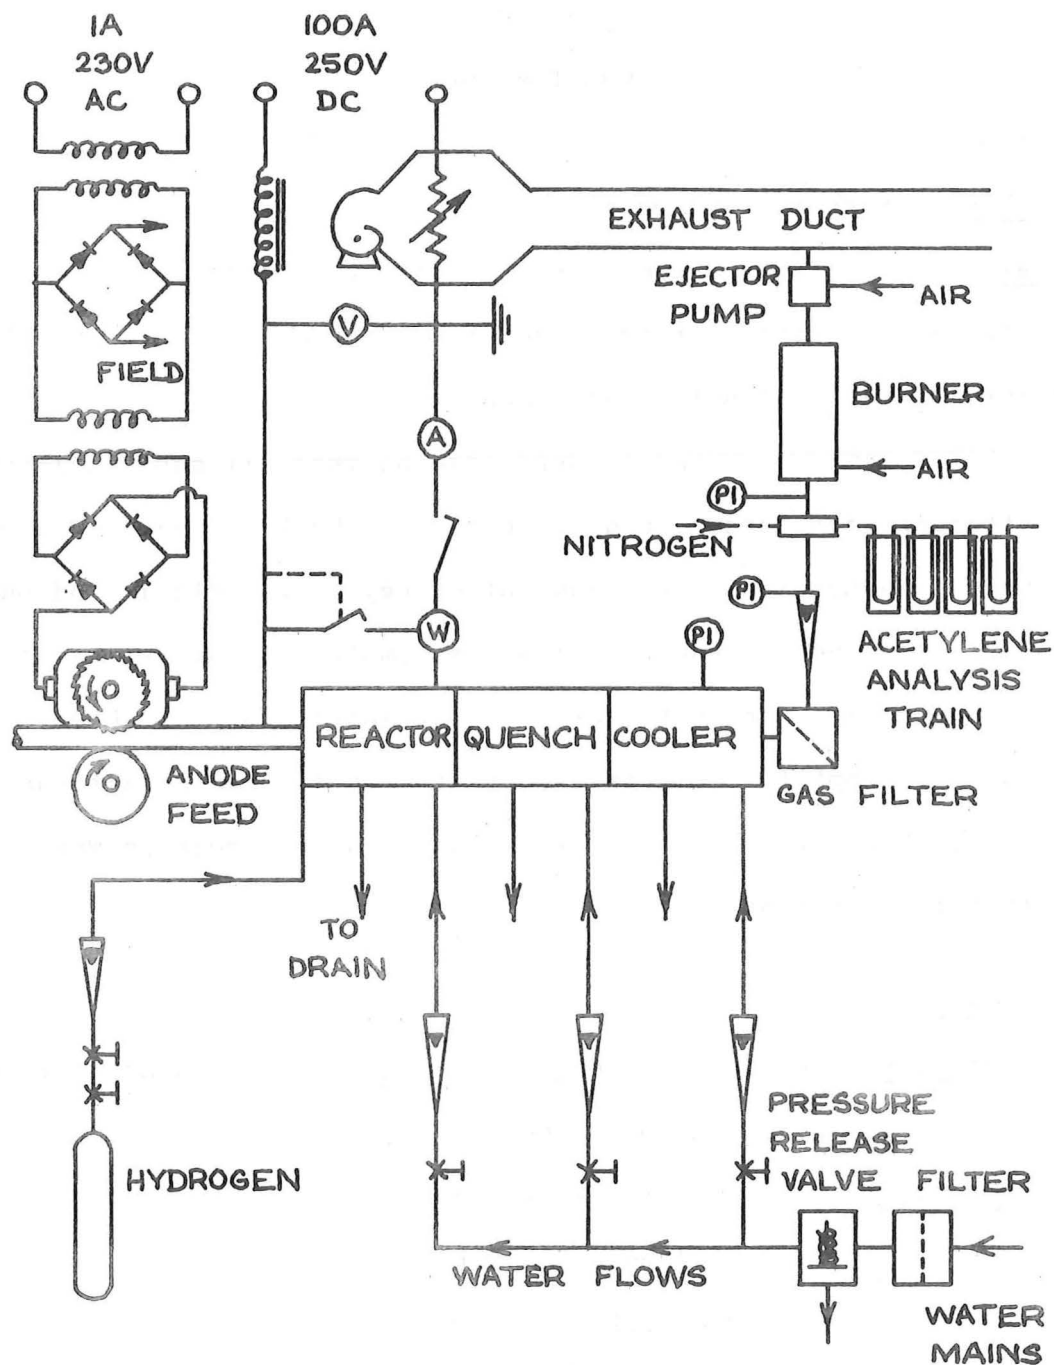 1A
230V
AC
100A
250V
DC
EXHAUST DUCT
EJECTOR
PUMP
AIR
FIELD
V
BURNER
A
AIR
PI
NITROGEN
PI
W
PI
ACETYLENE
ANALYSIS
TRAIN
REACTOR
QUENCH
COOLER
ANODE
FEED
GAS FILTER
TO
DRAIN
PRESSURE
RELEASE
VALVE
FILTER
HYDROGEN
WATER FLOWS
WATER
MAINS